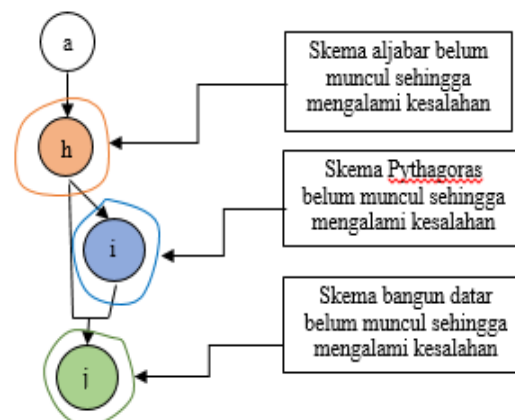 a
Skema aljabar belum
muncul sehingga
mengalami kesalahan
h
Skema Pythagoras
belum muncul sehingga
mengalami kesalahan
i
Skema bangun datar
belum muncul sehingga
mengalami kesalahan
j